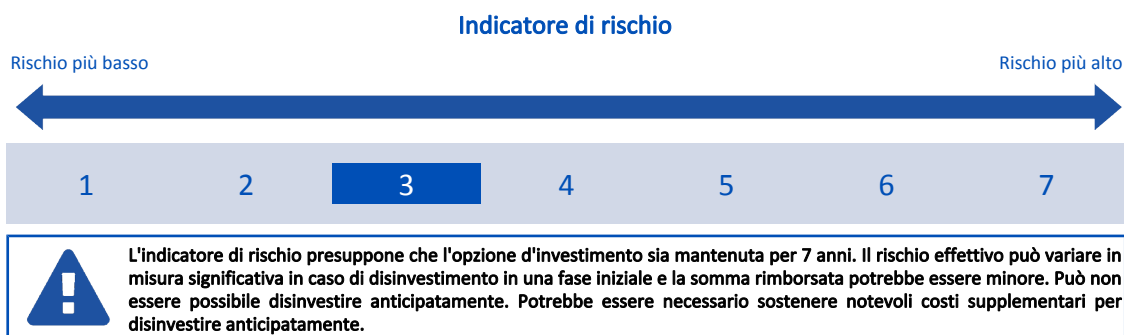 Indicatore di rischio
Rischio più basso
Rischio più alto
1 2 3 4 5 6 7
L'indicatore di rischio presuppone che l'opzione d'investimento sia mantenuta per 7 anni. Il rischio effettivo può variare in
misura significativa in caso di disinvestimento in una fase iniziale e la somma rimborsata potrebbe essere minore. Può non
essere possibile disinvestire anticipatamente. Potrebbe essere necessario sostenere notevoli costi supplementari per
disinvestire anticipatamente.